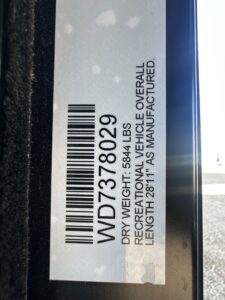 WD7378029
DRY WEIGHT: 5844 LBS
RECREATIONAL VEHICLE OVERALL
LENGTH 28'11" AS MANUFACTURED.